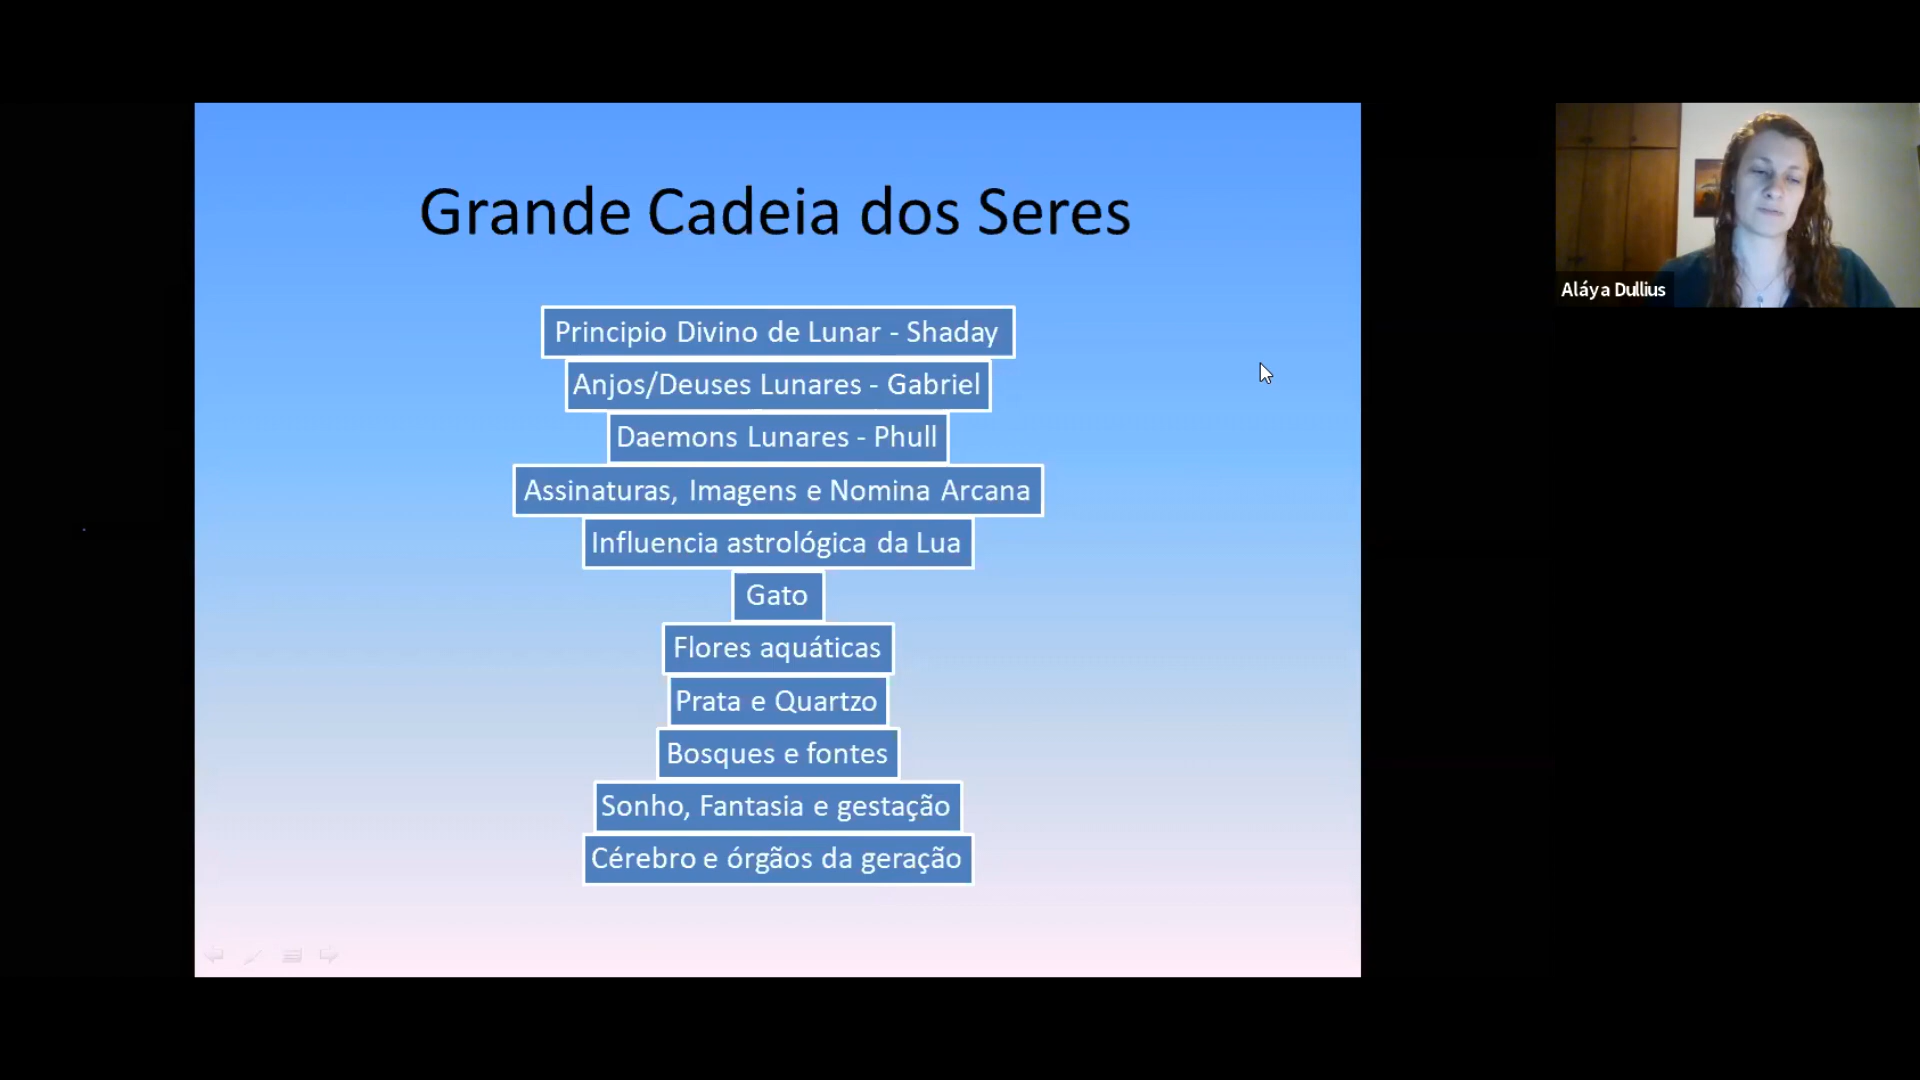 Grande Cadeia dos Seres
Principio Divino de Lunar - Shaday
Anjos/Deuses Lunares - Gabriel
Daemons Lunares - Phull
Assinaturas, Imagens e Nomina Arcana
Influencia astrológica da Lua
Gato
Flores aquáticas
Prata e Quartzo
Bosques e fontes
Sonho, Fantasia e gestação
Cérebro e órgãos da geração
Aláya Dullius